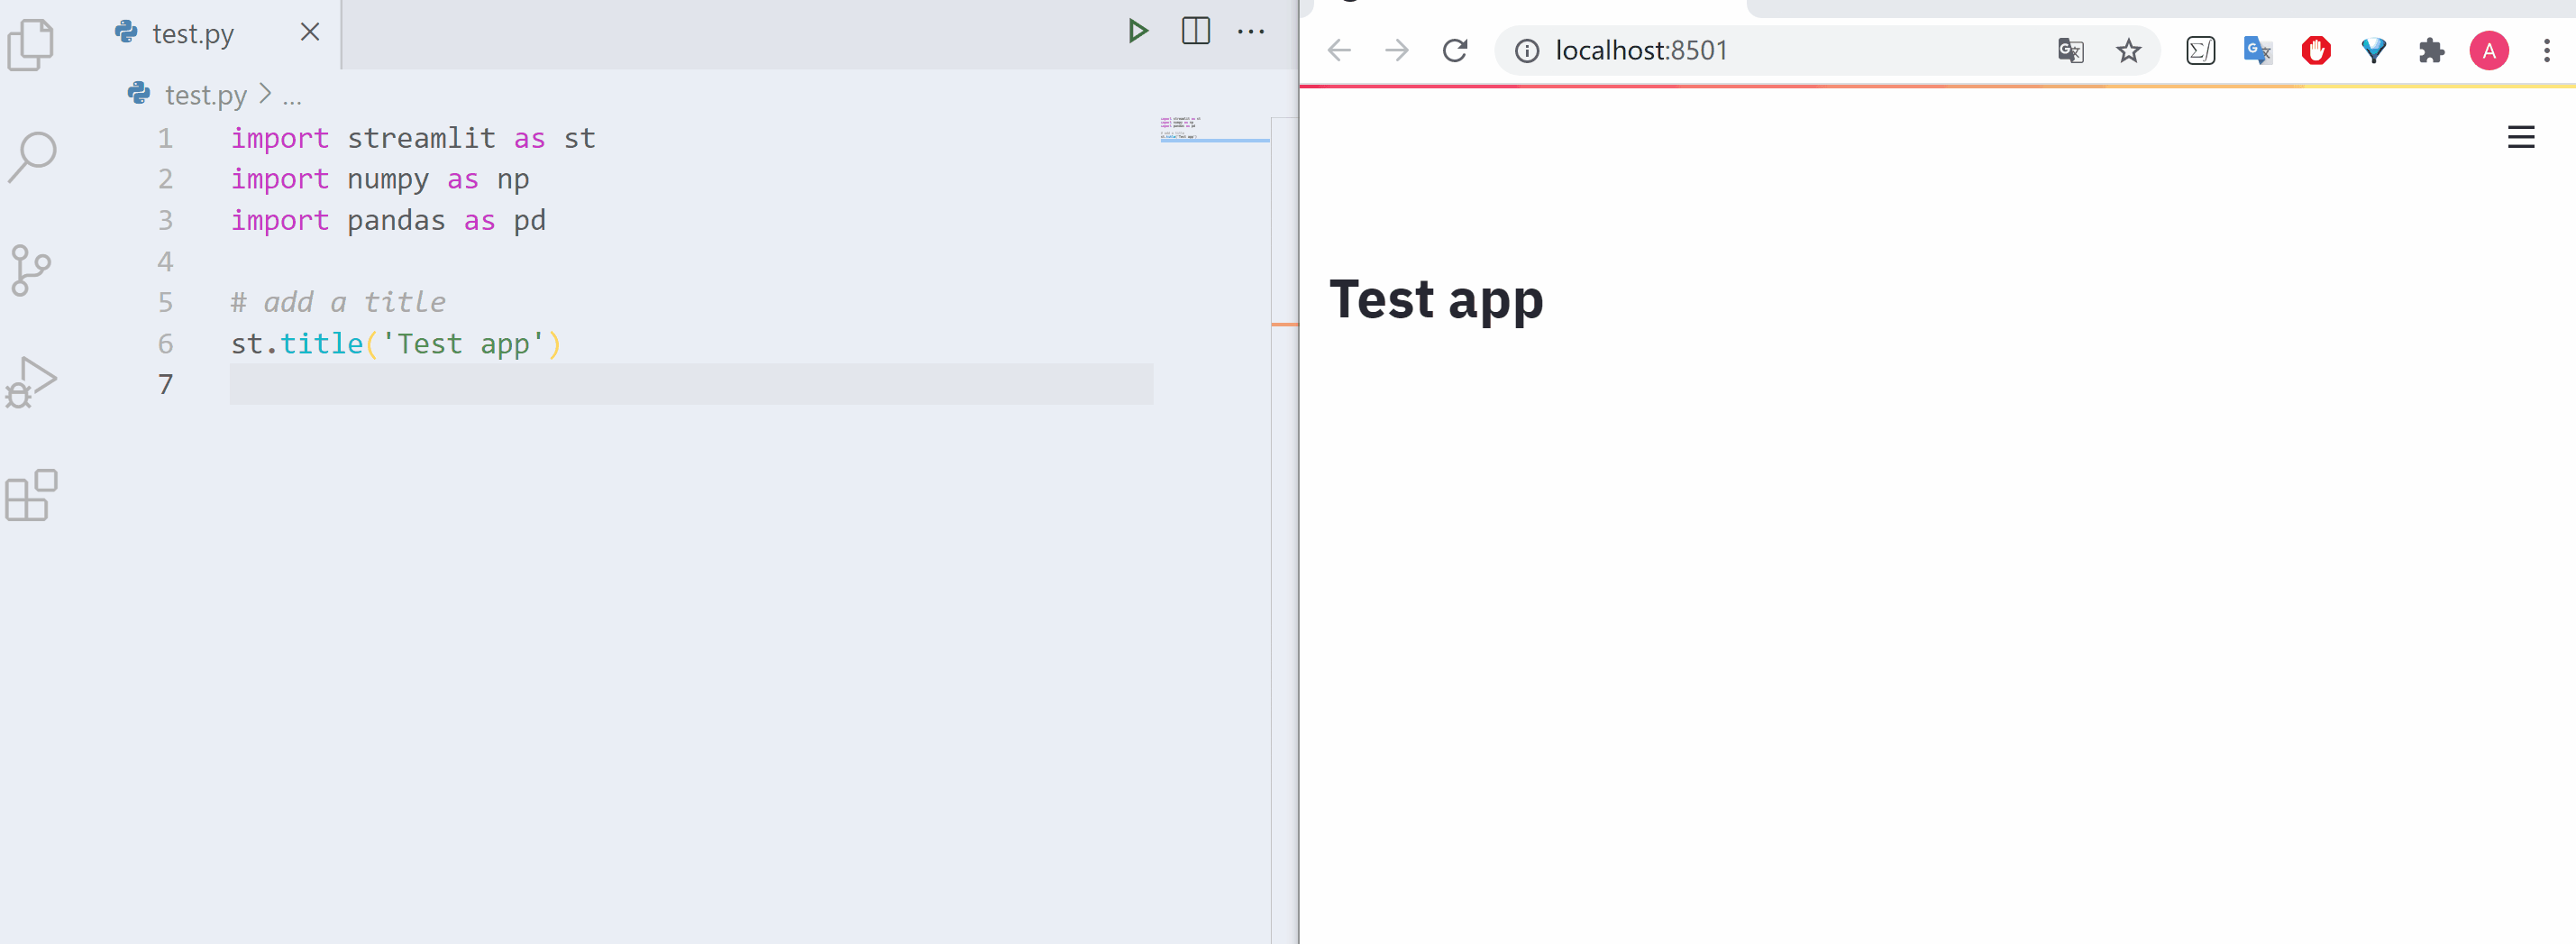 test.py
test.py > ...
1 import streamlit as st
2 import numpy as np
3 import pandas as pd
4
5 # add a title
6 st.title('Test app')
7
localhost:8501
A
Test app